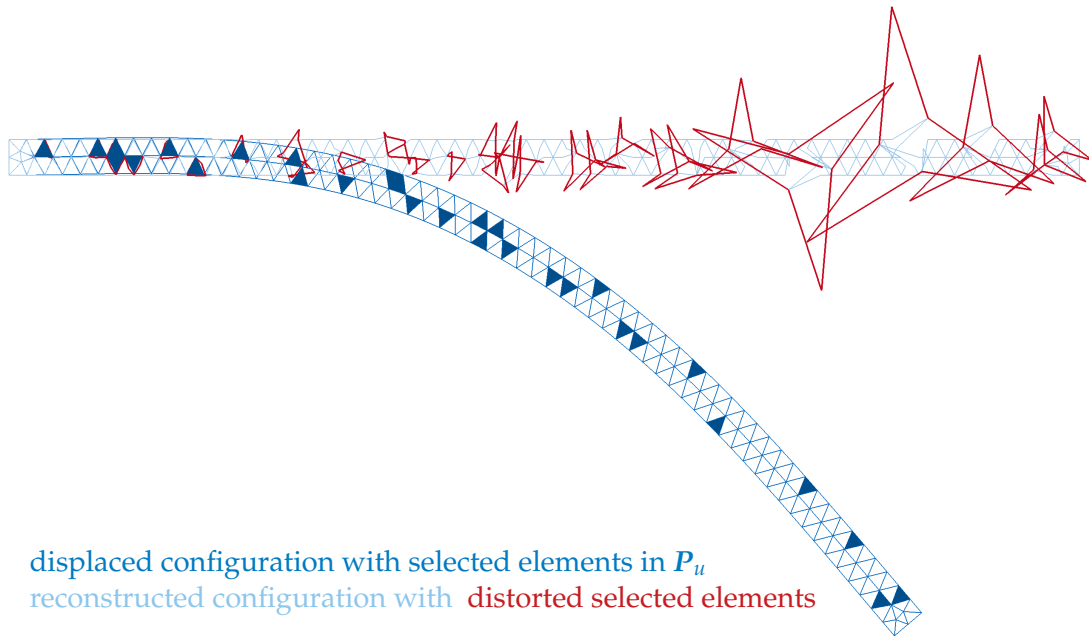 displaced configuration with selected elements in P_u
reconstructed configuration with distorted selected elements